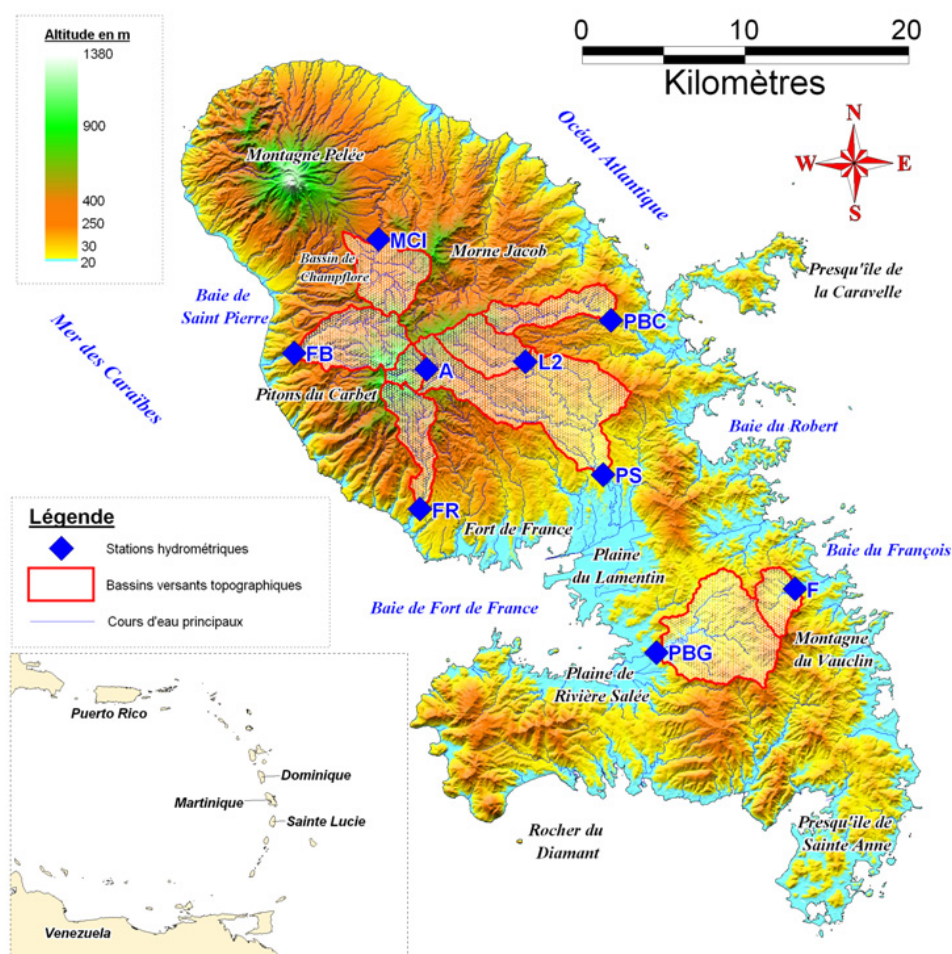 Altitude en m
1380
900
400
250
30
20
0
10
20
Kilomètres
N
W
E
S
Océan Atlantique
Montagne Pelée
MCI
Morne Jacob
Bassin de
Champflore
Presqu'île de
la Caravelle
Baie de
Saint Pierre
PBC
Mer des Caraïbes
FB
A
L2
Pitons du Carbet
Baie du Robert
PS
FR
Fort de France
Légende
Stations hydrométriques
Bassins versants topographiques
Cours d'eau principaux
Plaine
du Lamentin
Baie du François
F
Baie de Fort de France
PBG
Montagne
du Vauclin
Plaine de
Rivière Salée
Puerto Rico
Dominique
Martinique
Sainte Lucie
Venezuela
Rocher du
Diamant
Presqu'île de
Sainte Anne